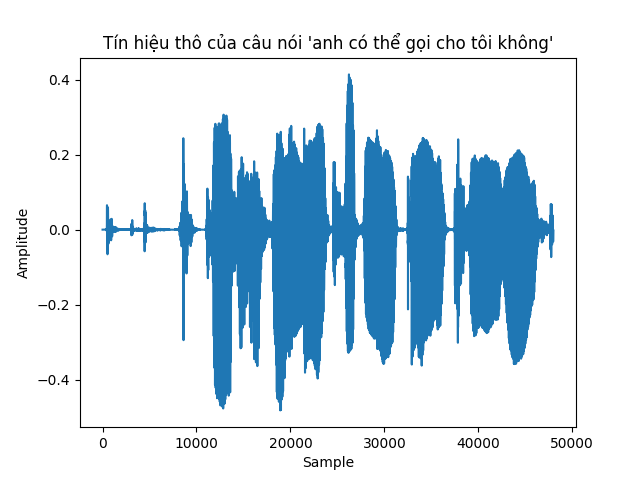 Tín hiệu thô của câu nói 'anh có thể gọi cho tôi không'
0.4
0.2
0.0
−0.2
−0.4
Amplitude
0 10000 20000 30000 40000 50000
Sample